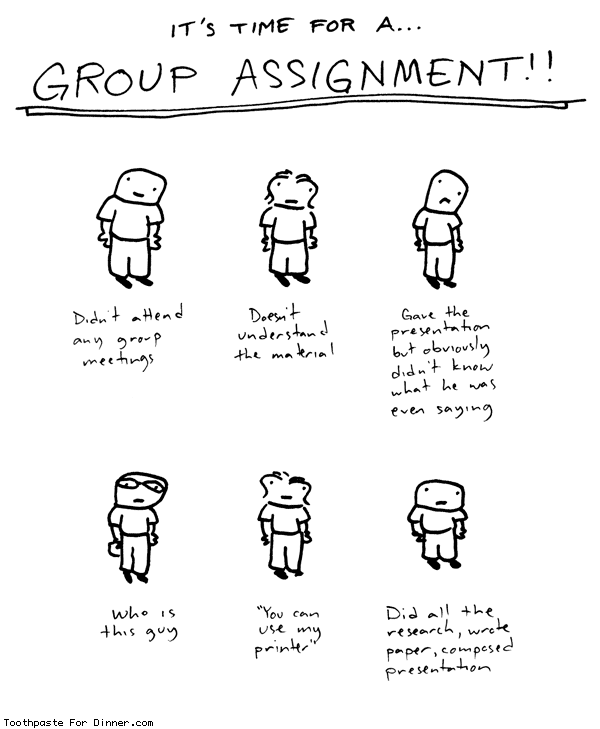 IT'S TIME FOR A...
GROUP ASSIGNMENT!!
Didn't attend
any group
meetings
Doesn't
understand
the material
Gave the
presentation
but obviously
didn't know
what he was
even saying
Who is
this guy
"You can
use my
printer"
Did all the
research, wrote
paper, composed
presentation
Toothpaste For Dinner.com